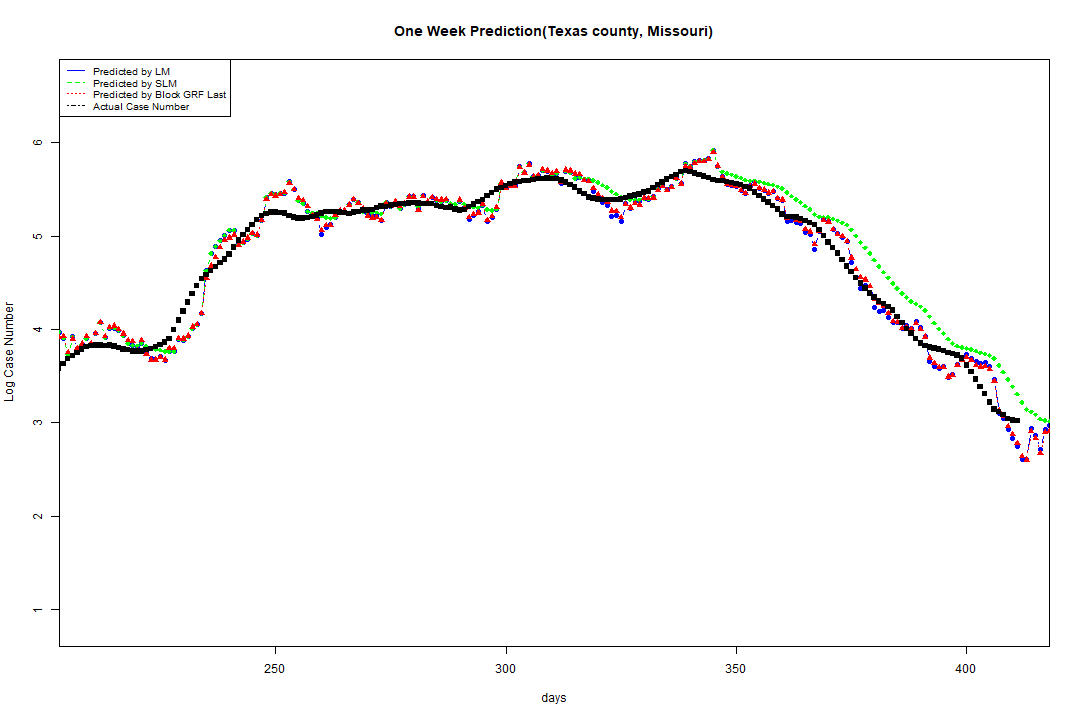 One Week Prediction(Texas county, Missouri)
Predicted by LM
Predicted by SLM
Predicted by Block GRF Last
Actual Case Number
6
5
4
3
2
1
Log Case Number
250
300
350
400
days